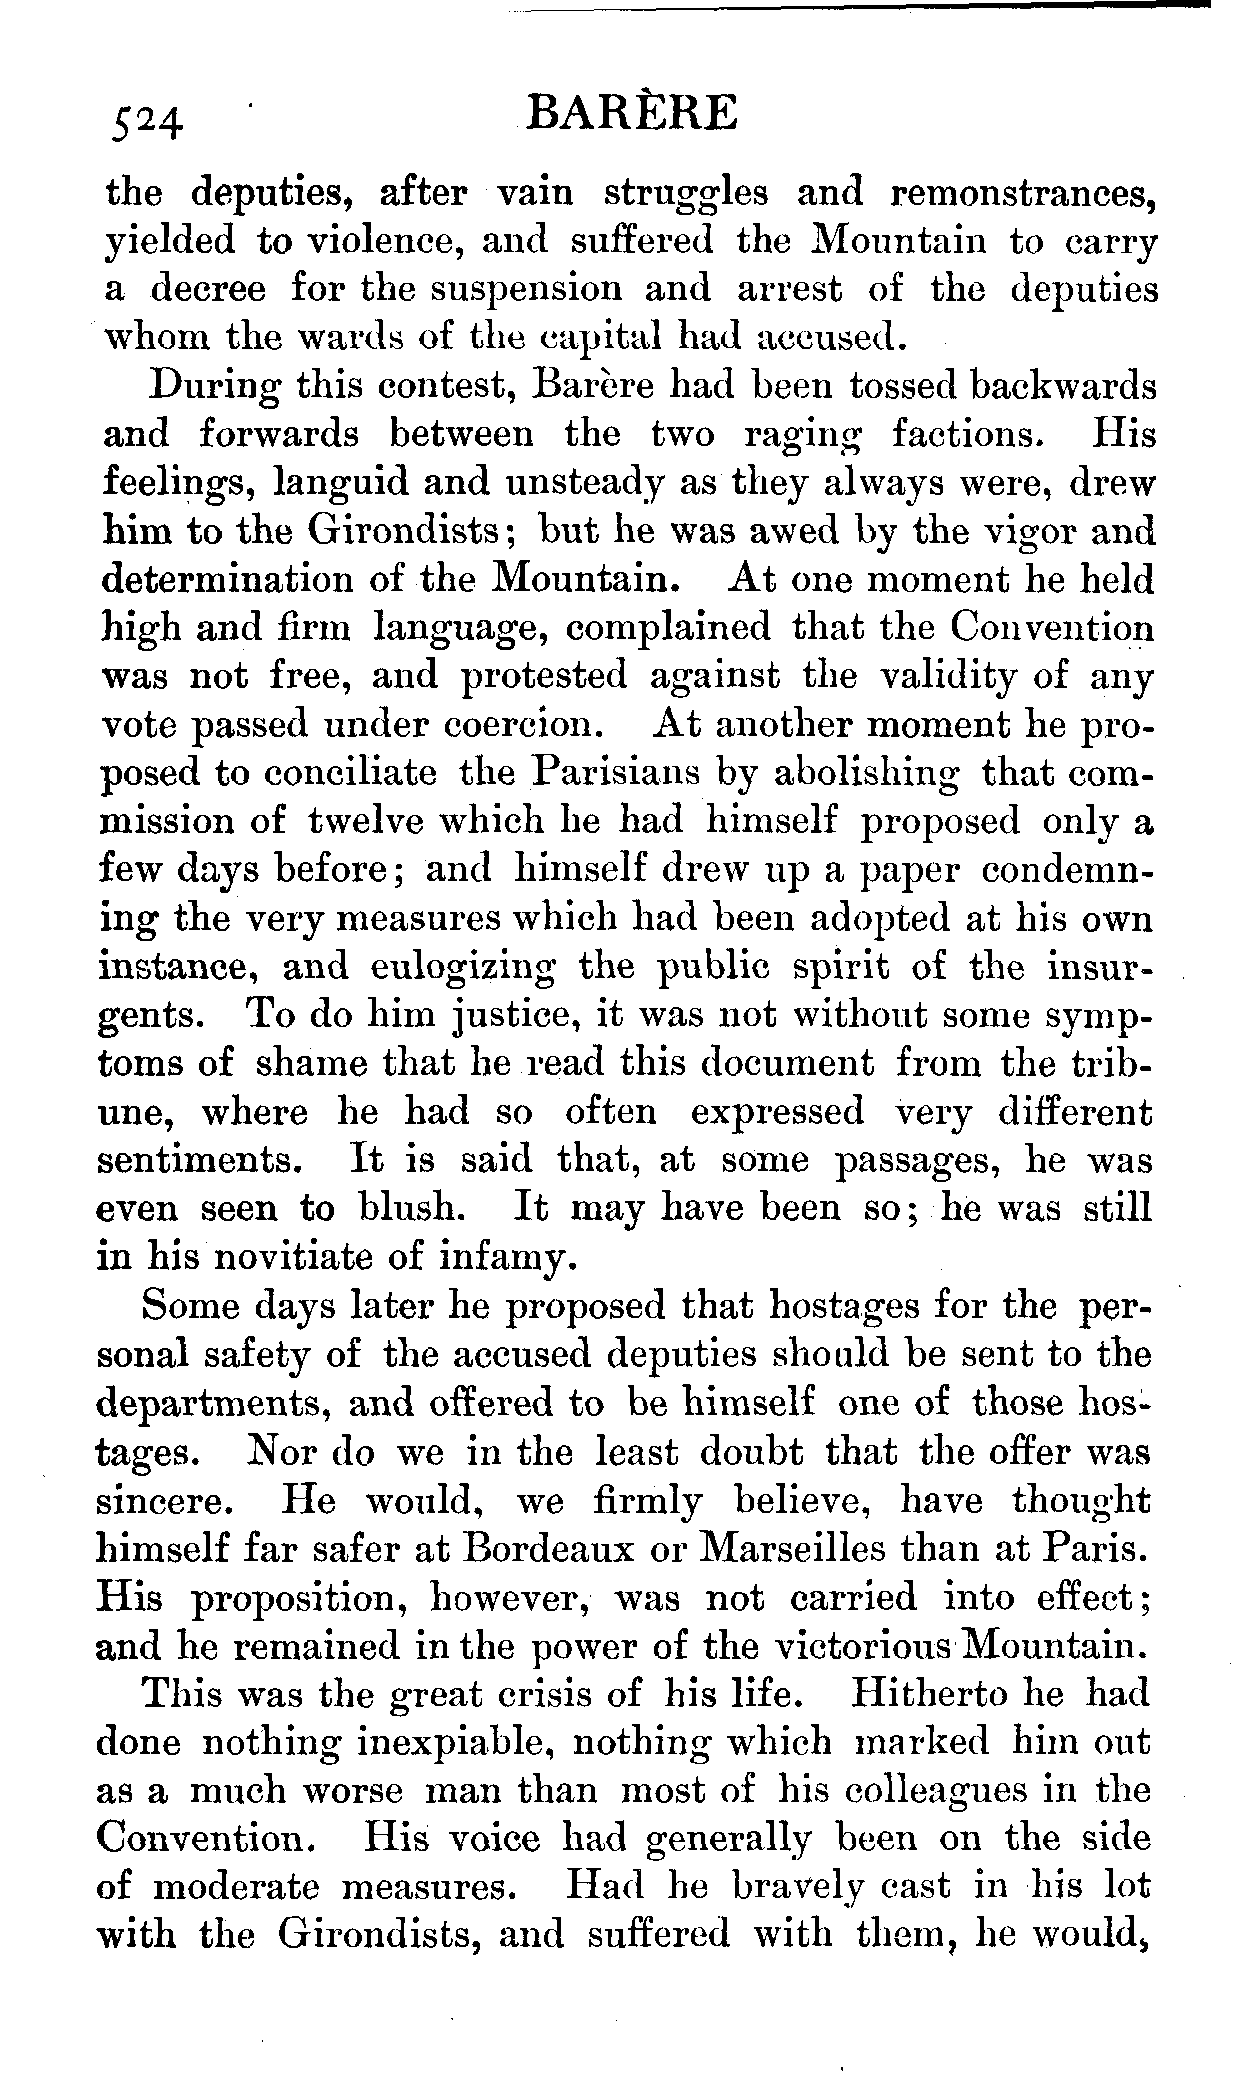 524 BARÈRE
the deputies, after vain struggles and remonstrances,
yielded to violence, and suffered the Mountain to carry
a decree for the suspension and arrest of the deputies
whom the wards of the capital had accused.
During this contest, Barère had been tossed backwards
and forwards between the two raging factions. His
feelings, languid and unsteady as they always were, drew
him to the Girondists; but he was awed by the vigor and
determination of the Mountain. At one moment he held
high and firm language, complained that the Convention
was not free, and protested against the validity of any
vote passed under coercion. At another moment he pro-
posed to conciliate the Parisians by abolishing that com-
mission of twelve which he had himself proposed only a
few days before; and himself drew up a paper condemn-
ing the very measures which had been adopted at his own
instance, and eulogizing the public spirit of the insur-
gents. To do him justice, it was not without some symp-
toms of shame that he read this document from the trib-
une, where he had so often expressed very different
sentiments. It is said that, at some passages, he was
even seen to blush. It may have been so; he was still
in his novitiate of infamy.
Some days later he proposed that hostages for the per-
sonal safety of the accused deputies should be sent to the
departments, and offered to be himself one of those hos-
tages. Nor do we in the least doubt that the offer was
sincere. He would, we firmly believe, have thought
himself far safer at Bordeaux or Marseilles than at Paris.
His proposition, however, was not carried into effect;
and he remained in the power of the victorious Mountain.
This was the great crisis of his life. Hitherto he had
done nothing inexpiable, nothing which marked him out
as a much worse man than most of his colleagues in the
Convention. His voice had generally been on the side
of moderate measures. Had he bravely cast in his lot
with the Girondists, and suffered with them, he would,